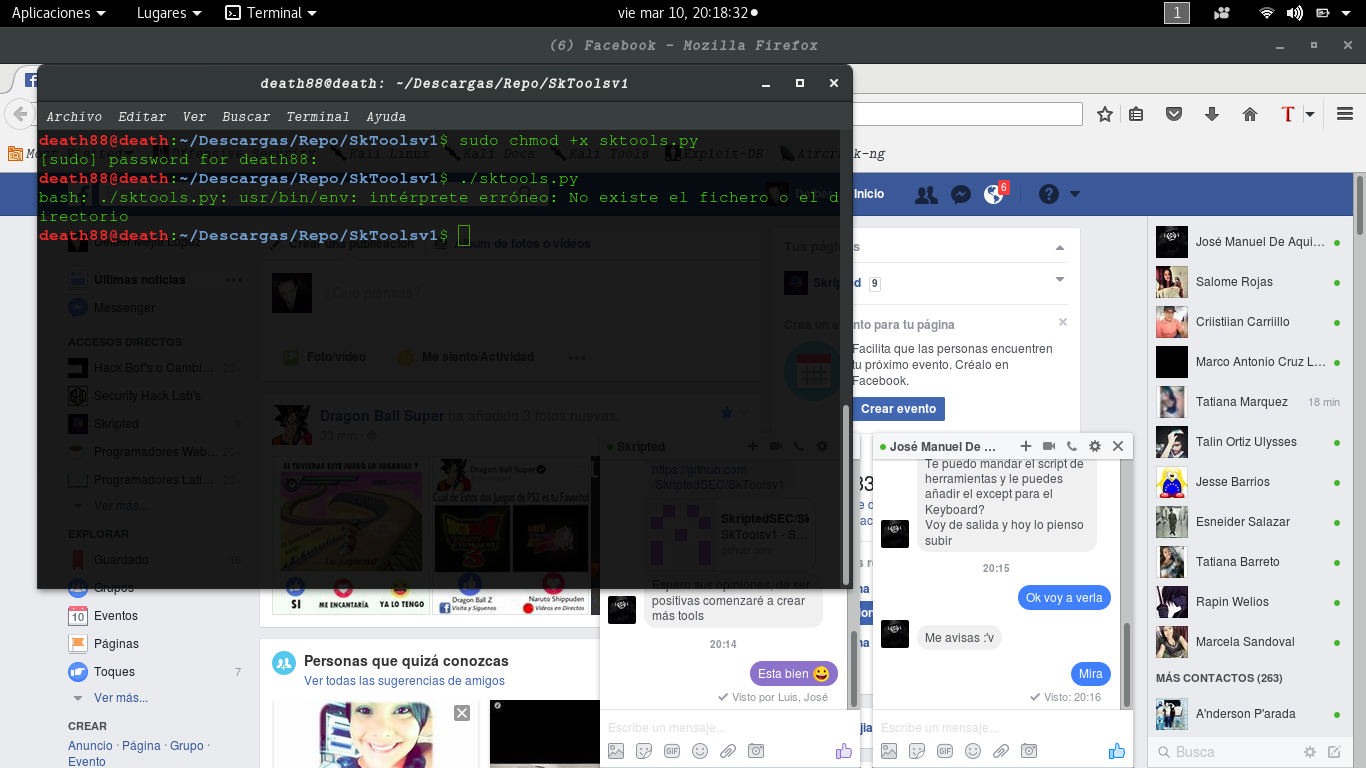 Aplicaciones
Lugares
Terminal
vie mar 10, 20:18:32
1
(6) Facebook - Mozilla Firefox
death88@death: ~/Descargas/Repo/SkToolsv1
Archivo Editar Ver Buscar Terminal Ayuda
death88@death:~/Descargas/Repo/SkToolsv1$ sudo chmod +x sktools.py
[sudo] password for death88:
death88@death:~/Descargas/Repo/SkToolsv1$ ./sktools.py
bash: ./sktools.py: usr/bin/env: intérprete erróneo: No existe el fichero o el d
irectorio
death88@death:~/Descargas/Repo/SkToolsv1$
Kali Linux
Kali Docs
Kali Tools
Exploit-DB
Aircrack-ng
Inicio
6
Crear una publicación
Álbum de fotos o vídeos
¿Qué piensas?
Foto/vídeo
Me siento/Actividad
Últimas noticias
Messenger
ACCESOS DIRECTOS
Hack Bot's o Cambi...
Security Hack Lab's
Skripted 9
Programadores Web...
Programadores Lati...
Ver más...
EXPLORAR
Guardado 16
Grupos
Eventos
10
Páginas
Toques 7
Ver más...
CREAR
Anuncio · Página · Grupo ·
Evento
Dragon Ball Super ha añadido 3 fotos nuevas.
33 min
SI TUVIERAS ESTE JUEGO LO JUGARIAS?
SI
ME ENCANTARÍA
YA LO TENGO
Dragon Ball Super
Cual de Estos dos Juegos de PS2 es tu Favorito?
Dragon Ball Z
Visita y Siguenos
Naruto Shippuden
Videos en Directos
Personas que quizá conozcas
Ver todas las sugerencias de amigos
Tus páginas
Skripted 9
Crea un evento para tu página
Facilita que las personas encuentren
tu próximo evento. Créalo en
Facebook.
Crear evento
Skripted
https://github.com
/SkriptedSEC/SkToolsv1
SkriptedSEC/Sk
SkToolsv1 - S...
github.com
Espero sus opiniones, de ser
positivas comenzaré a crear
más tools
20:14
Esta bien
Visto por Luis, José
Escribe un mensaje...
GIF
José Manuel De ...
Te puedo mandar el script de
herramientas y le puedes
añadir el except para el
Keyboard?
Voy de salida y hoy lo pienso
subir
20:15
Ok voy a verla
Me avisas :'v
Mira
Visto: 20:16
Escribe un mensaje...
GIF
José Manuel De Aqui...
Salome Rojas
Criistiian Carriillo
Marco Antonio Cruz L...
Tatiana Marquez 18 min
Talin Ortiz Ulysses
Jesse Barrios
Esneider Salazar
Tatiana Barreto
Rapin Welios
Marcela Sandoval
MÁS CONTACTOS (263)
A'nderson P'arada
Busca